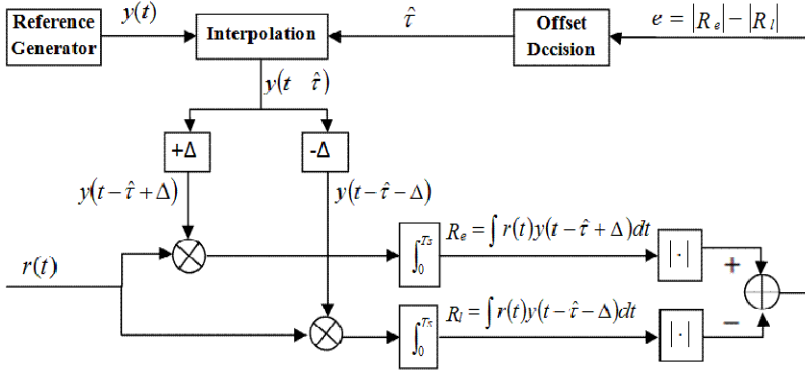 Reference
Generator
y(t)
Interpolation
τ̂
Offset
Dccision
e = |R_e| − |R_l|
y(t τ̂)
+Δ
-Δ
y(t − τ̂ + Δ)
y(t − τ̂ − Δ)
r(t)
∫_0^{Ts}
R_e = ∫ r(t)y(t − τ̂ + Δ)dt
|·|
+
∫_0^{Ts}
R_l = ∫ r(t)y(t − τ̂ − Δ)dt
|·|
−